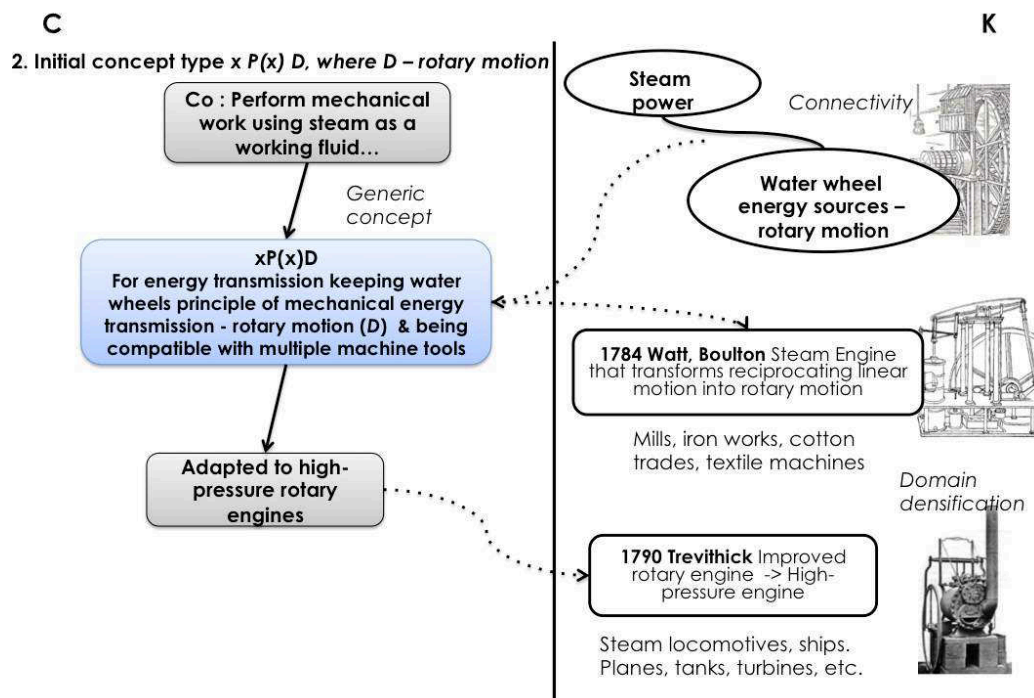 C
K
2. Initial concept type x P(x) D, where D – rotary motion
Co : Perform mechanical
work using steam as a
working fluid…
Generic
concept
xP(x)D
For energy transmission keeping water
wheels principle of mechanical energy
transmission - rotary motion (D)  & being
compatible with multiple machine tools
Adapted to high-
pressure rotary
engines
Steam
power
Connectivity
Water wheel
energy sources –
rotary motion
1784 Watt, Boulton Steam Engine
that transforms reciprocating linear
motion into rotary motion
Mills, iron works, cotton
trades, textile machines
Domain
densification
1790 Trevithick Improved
rotary engine  -> High-
pressure engine
Steam locomotives, ships.
Planes, tanks, turbines, etc.